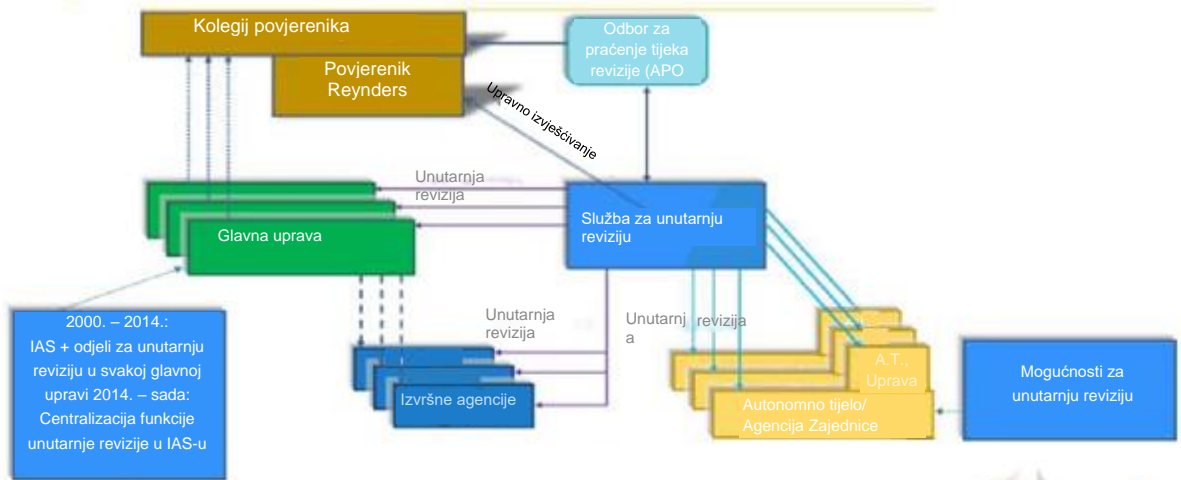 Kolegij povjerenika
Odbor za
praćenje tijeka
revizije (APO
Povjerenik
Reynders
Upravno izvješćivanje
Unutarnja
revizija
Služba za unutarnju
reviziju
Glavna uprava
2000. – 2014.:
IAS + odjeli za unutarnju
reviziju u svakoj glavnoj
upravi 2014. – sada:
Centralizacija funkcije
unutarnje revizije u IAS-u
Unutarnja
revizija
Unutarnj
a
revizija
Izvršne agencije
A.T.,
Uprava
Autonomno tijelo/
Agencija Zajednice
Mogućnosti za
unutarnju reviziju